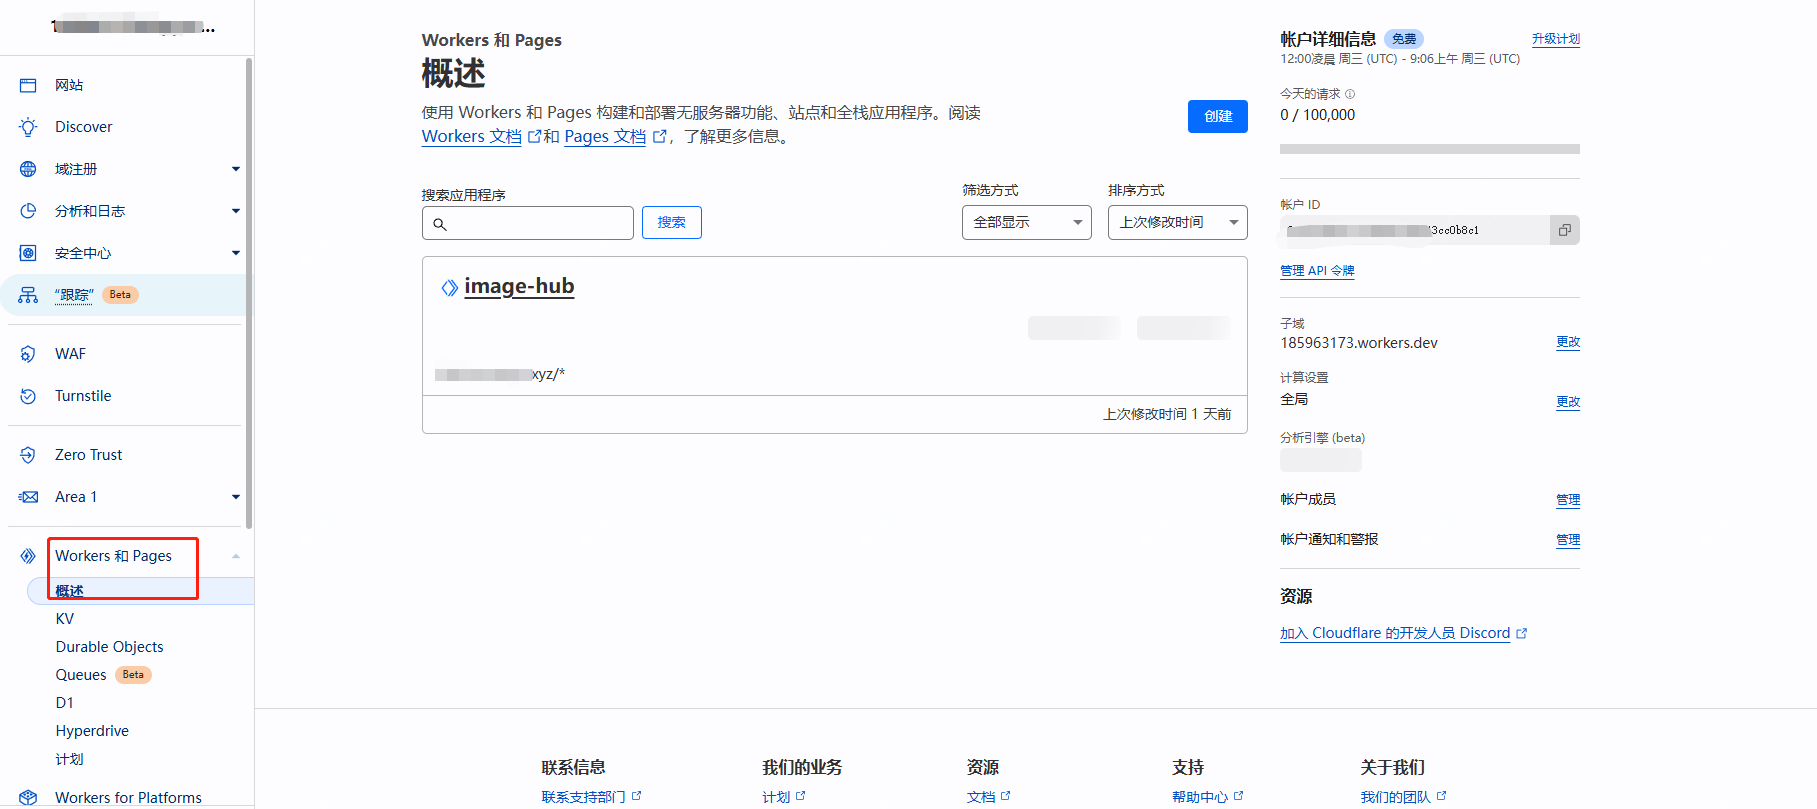 网站
Discover
域注册
分析和日志
安全中心
“跟踪” Beta
WAF
Turnstile
Zero Trust
Area 1
Workers 和 Pages
概述
KV
Durable Objects
Queues Beta
D1
Hyperdrive
计划
Workers for Platforms
Workers 和 Pages
概述
使用 Workers 和 Pages 构建和部署无服务器功能、站点和全栈应用程序。阅读
Workers 文档 和 Pages 文档 ，了解更多信息。
创建
搜索应用程序
搜索
筛选方式
全部显示
排序方式
上次修改时间
image-hub
xyz/*
上次修改时间 1 天前
帐户详细信息 免费 升级计划
12:00凌晨 周三 (UTC) - 9:06上午 周三 (UTC)
今天的请求
0 / 100,000
帐户 ID
3cc0b8c1
管理 API 令牌
子域
185963173.workers.dev 更改
计算设置
全局 更改
分析引擎 (beta)
帐户成员 管理
帐户通知和警报 管理
资源
加入 Cloudflare 的开发人员 Discord
联系信息
联系支持部门
我们的业务
计划
资源
文档
支持
帮助中心
关于我们
我们的团队